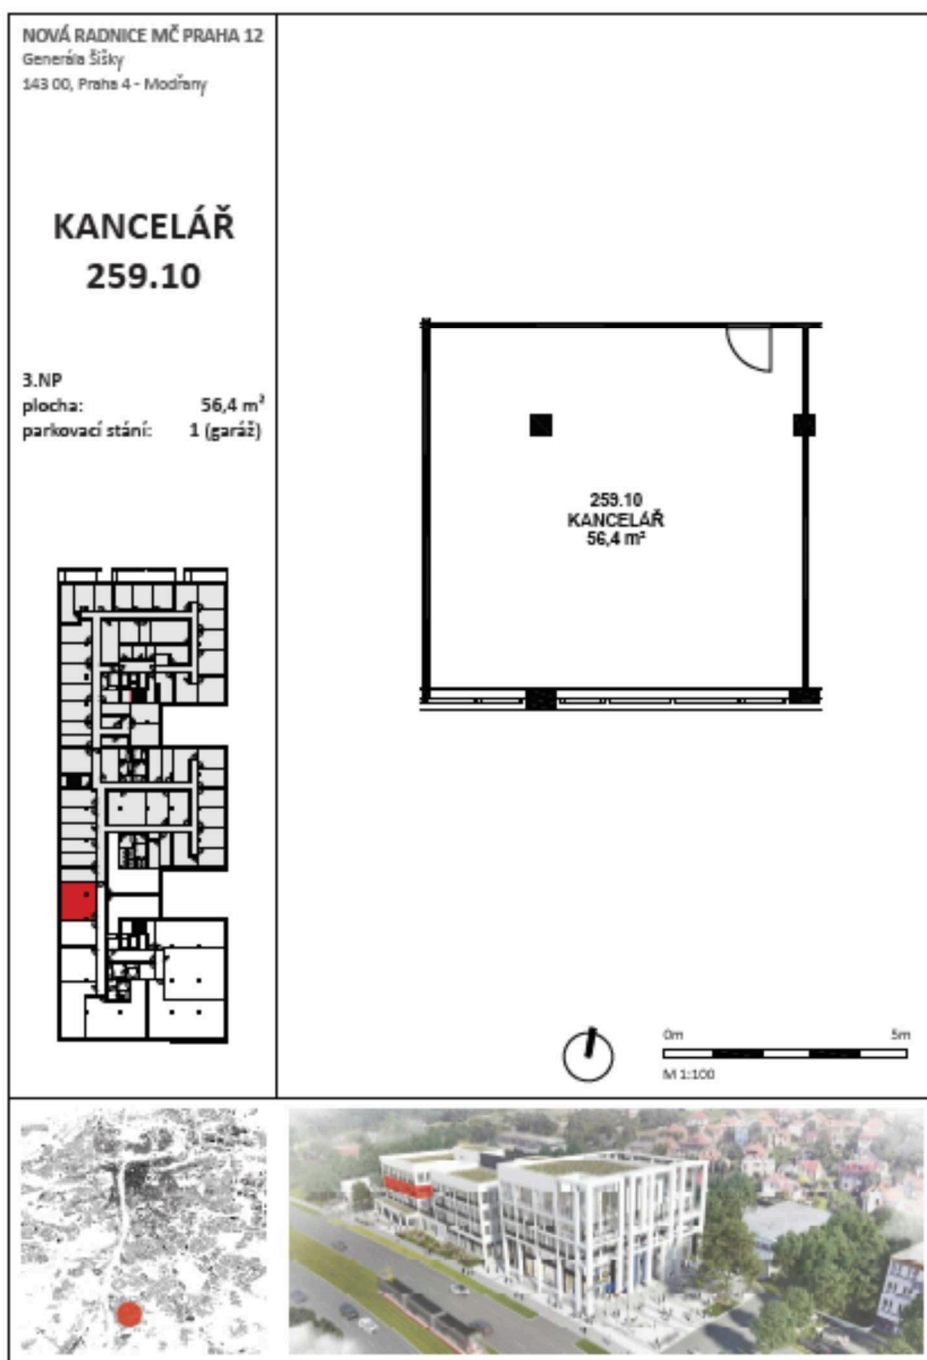 NOVÁ RADNICE MČ PRAHA 12
Generála Šišky
143 00, Praha 4 - Modřany
KANCELÁŘ
259.10
3.NP
plocha: 56,4 m²
parkovací stání: 1 (garáž)
259.10
KANCELÁŘ
56,4 m²
0m 5m
M 1:100